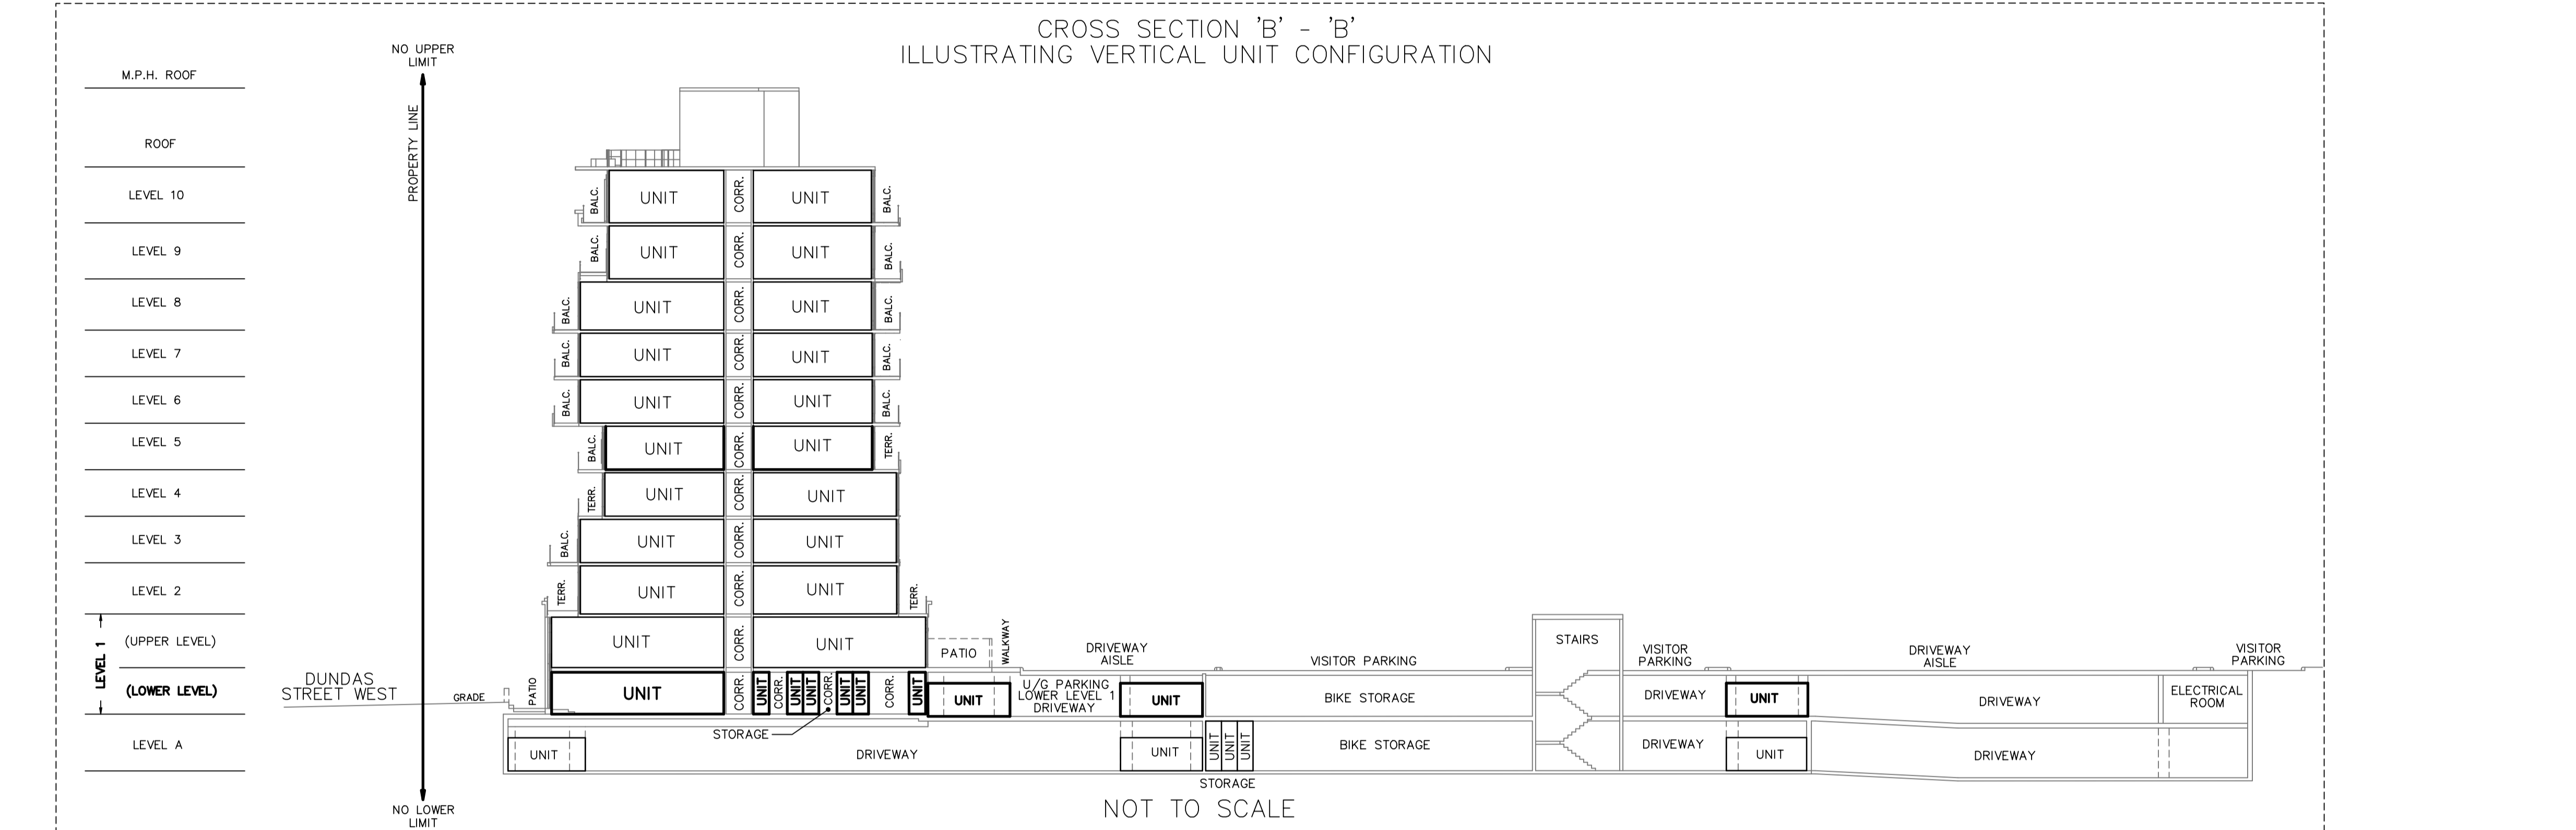 CROSS SECTION 'B' - 'B'
ILLUSTRATING VERTICAL UNIT CONFIGURATION
NO UPPER
LIMIT
PROPERTY LINE
M.P.H. ROOF
ROOF
LEVEL 10
BALC.
UNIT
CORR.
UNIT
BALC.
LEVEL 9
BALC.
UNIT
CORR.
UNIT
BALC.
LEVEL 8
BALC.
UNIT
CORR.
UNIT
BALC.
LEVEL 7
BALC.
UNIT
CORR.
UNIT
BALC.
LEVEL 6
BALC.
UNIT
CORR.
UNIT
BALC.
LEVEL 5
BALC.
UNIT
CORR.
UNIT
TERR.
LEVEL 4
TERR.
UNIT
CORR.
UNIT
LEVEL 3
BALC.
UNIT
CORR.
UNIT
LEVEL 2
TERR.
UNIT
CORR.
UNIT
TERR.
LEVEL 1
(UPPER LEVEL)
UNIT
CORR.
UNIT
PATIO
WALKWAY
DRIVEWAY
AISLE
VISITOR PARKING
STAIRS
VISITOR
PARKING
DRIVEWAY
AISLE
VISITOR
PARKING
(LOWER LEVEL)
DUNDAS
STREET WEST
GRADE
PATIO
UNIT
CORR.
UNIT
CORR.
UNIT
UNIT
CORR.
UNIT
UNIT
CORR.
UNIT
UNIT
U/G PARKING
LOWER LEVEL 1
DRIVEWAY
UNIT
BIKE STORAGE
DRIVEWAY
UNIT
DRIVEWAY
ELECTRICAL
ROOM
STORAGE
LEVEL A
UNIT
DRIVEWAY
UNIT
UNIT
UNIT
UNIT
BIKE STORAGE
DRIVEWAY
UNIT
DRIVEWAY
STORAGE
NO LOWER
LIMIT
NOT TO SCALE